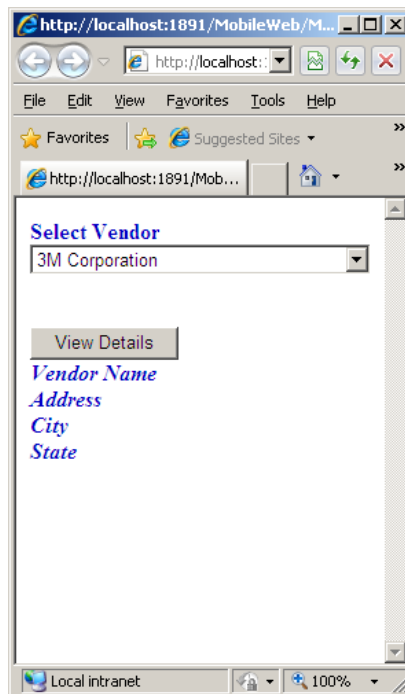 http://localhost:1891/MobileWeb/M...
http://localhost:
File Edit View Favorites Tools Help
Favorites Suggested Sites
»
http://localhost:1891/Mob...
»
Select Vendor
3M Corporation
View Details
Vendor Name
Address
City
State
Local intranet 100%